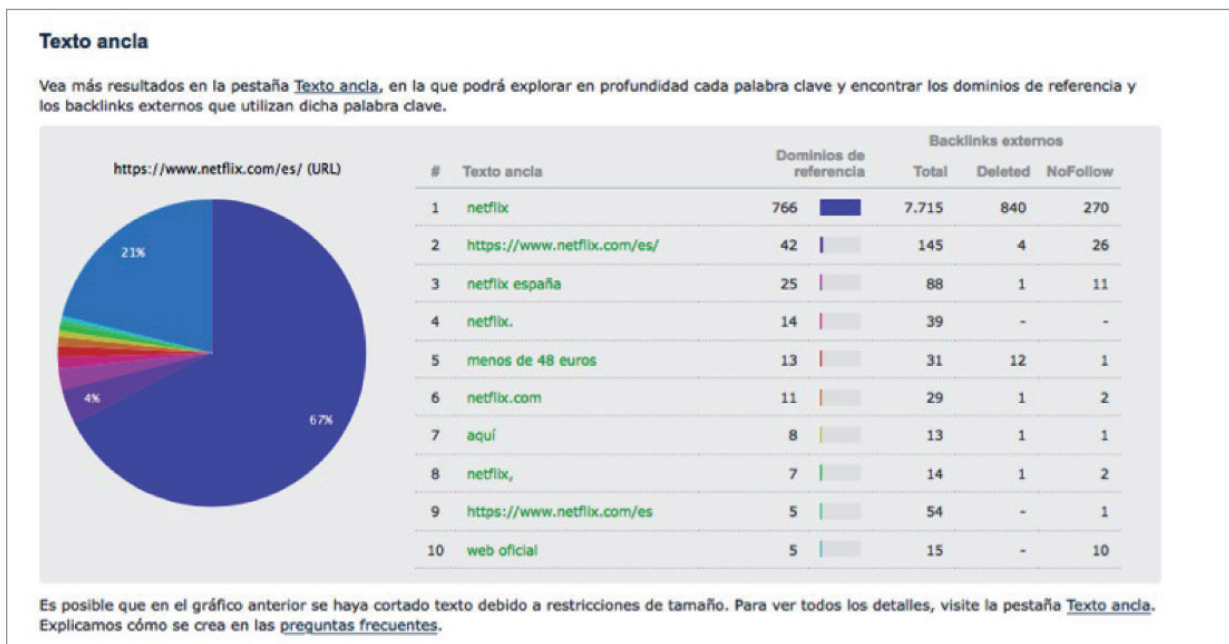 Texto ancla
Vea más resultados en la pestaña Texto ancla, en la que podrá explorar en profundidad cada palabra clave y encontrar los dominios de referencia y
los backlinks externos que utilizan dicha palabra clave.
https://www.netflix.com/es/ (URL)
21%
4%
67%
Backlinks externos
# Texto ancla Dominios de referencia Total Deleted NoFollow
1 netflix 766 7.715 840 270
2 https://www.netflix.com/es/ 42 145 4 26
3 netflix españa 25 88 1 11
4 netflix. 14 39 - -
5 menos de 48 euros 13 31 12 1
6 netflix.com 11 29 1 2
7 aquí 8 13 1 1
8 netflix, 7 14 1 2
9 https://www.netflix.com/es 5 54 - 1
10 web oficial 5 15 - 10
Es posible que en el gráfico anterior se haya cortado texto debido a restricciones de tamaño. Para ver todos los detalles, visite la pestaña Texto ancla.
Explicamos cómo se crea en las preguntas frecuentes.